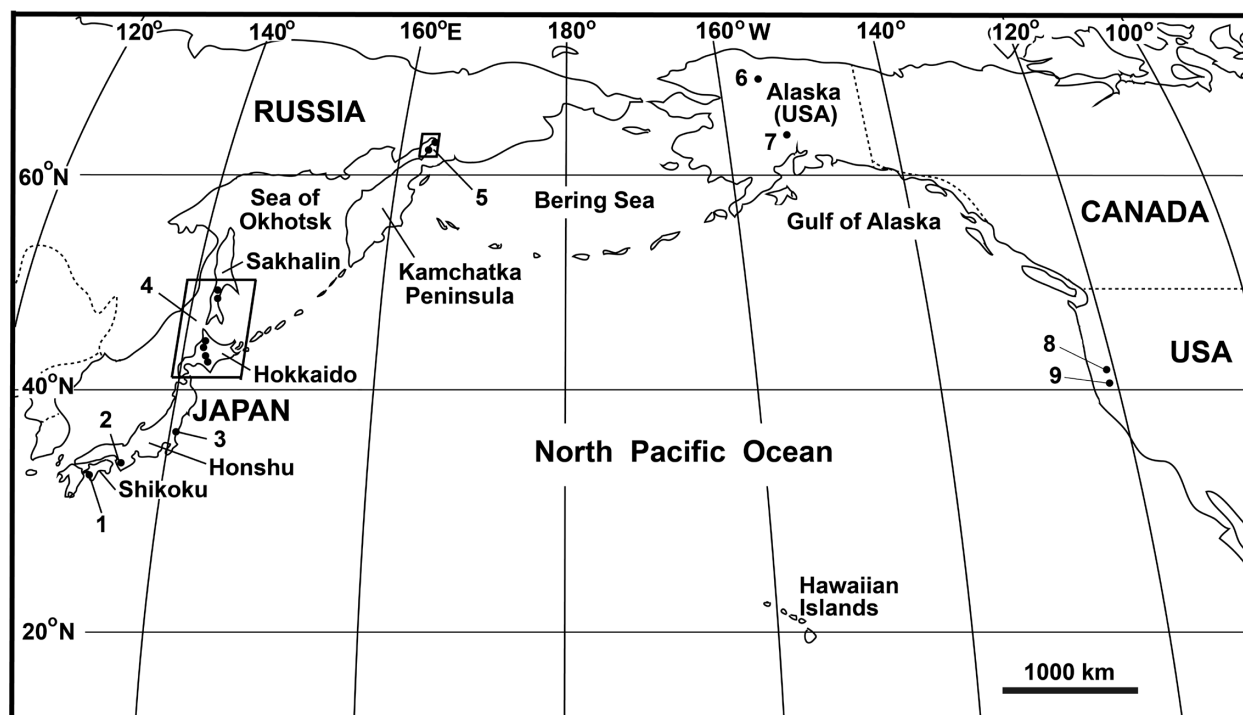 120° 140° 160°E 180° 160°W 140° 120° 100°
6
Alaska
(USA)
RUSSIA
7
60°N
Sea of
Okhotsk
5
Bering Sea
Gulf of Alaska
CANADA
Sakhalin
4
Kamchatka
Peninsula
8
USA
9
Hokkaido
40°N
JAPAN
2
3
North Pacific Ocean
Honshu
Shikoku
1
Hawaiian
Islands
20°N
1000 km